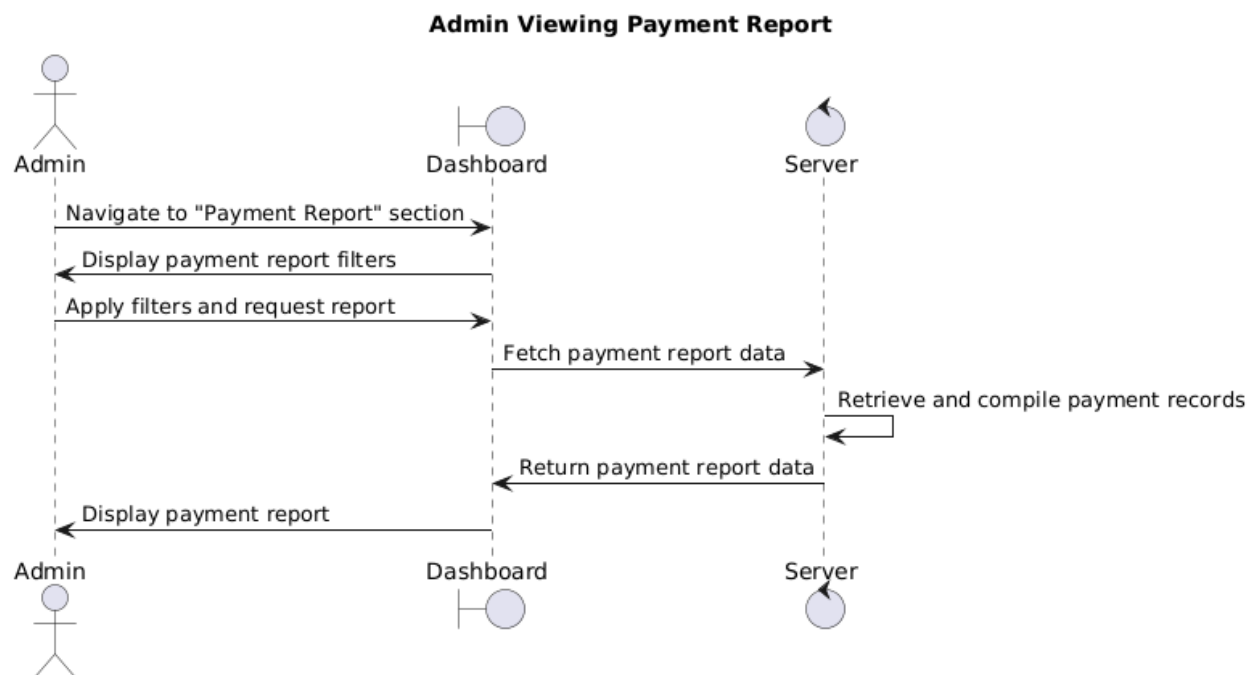 Admin Viewing Payment Report
Admin
Dashboard
Server
Navigate to "Payment Report" section
Display payment report filters
Apply filters and request report
Fetch payment report data
Retrieve and compile payment records
Return payment report data
Display payment report
Admin
Dashboard
Server